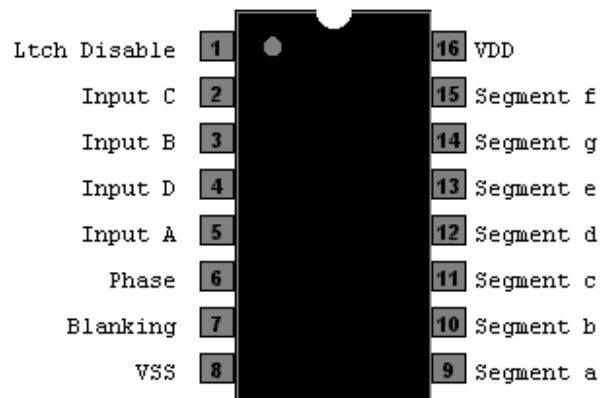 Ltch Disable 1 16 VDD
Input C 2 15 Segment f
Input B 3 14 Segment g
Input D 4 13 Segment e
Input A 5 12 Segment d
Phase 6 11 Segment c
Blanking 7 10 Segment b
VSS 8 9 Segment a